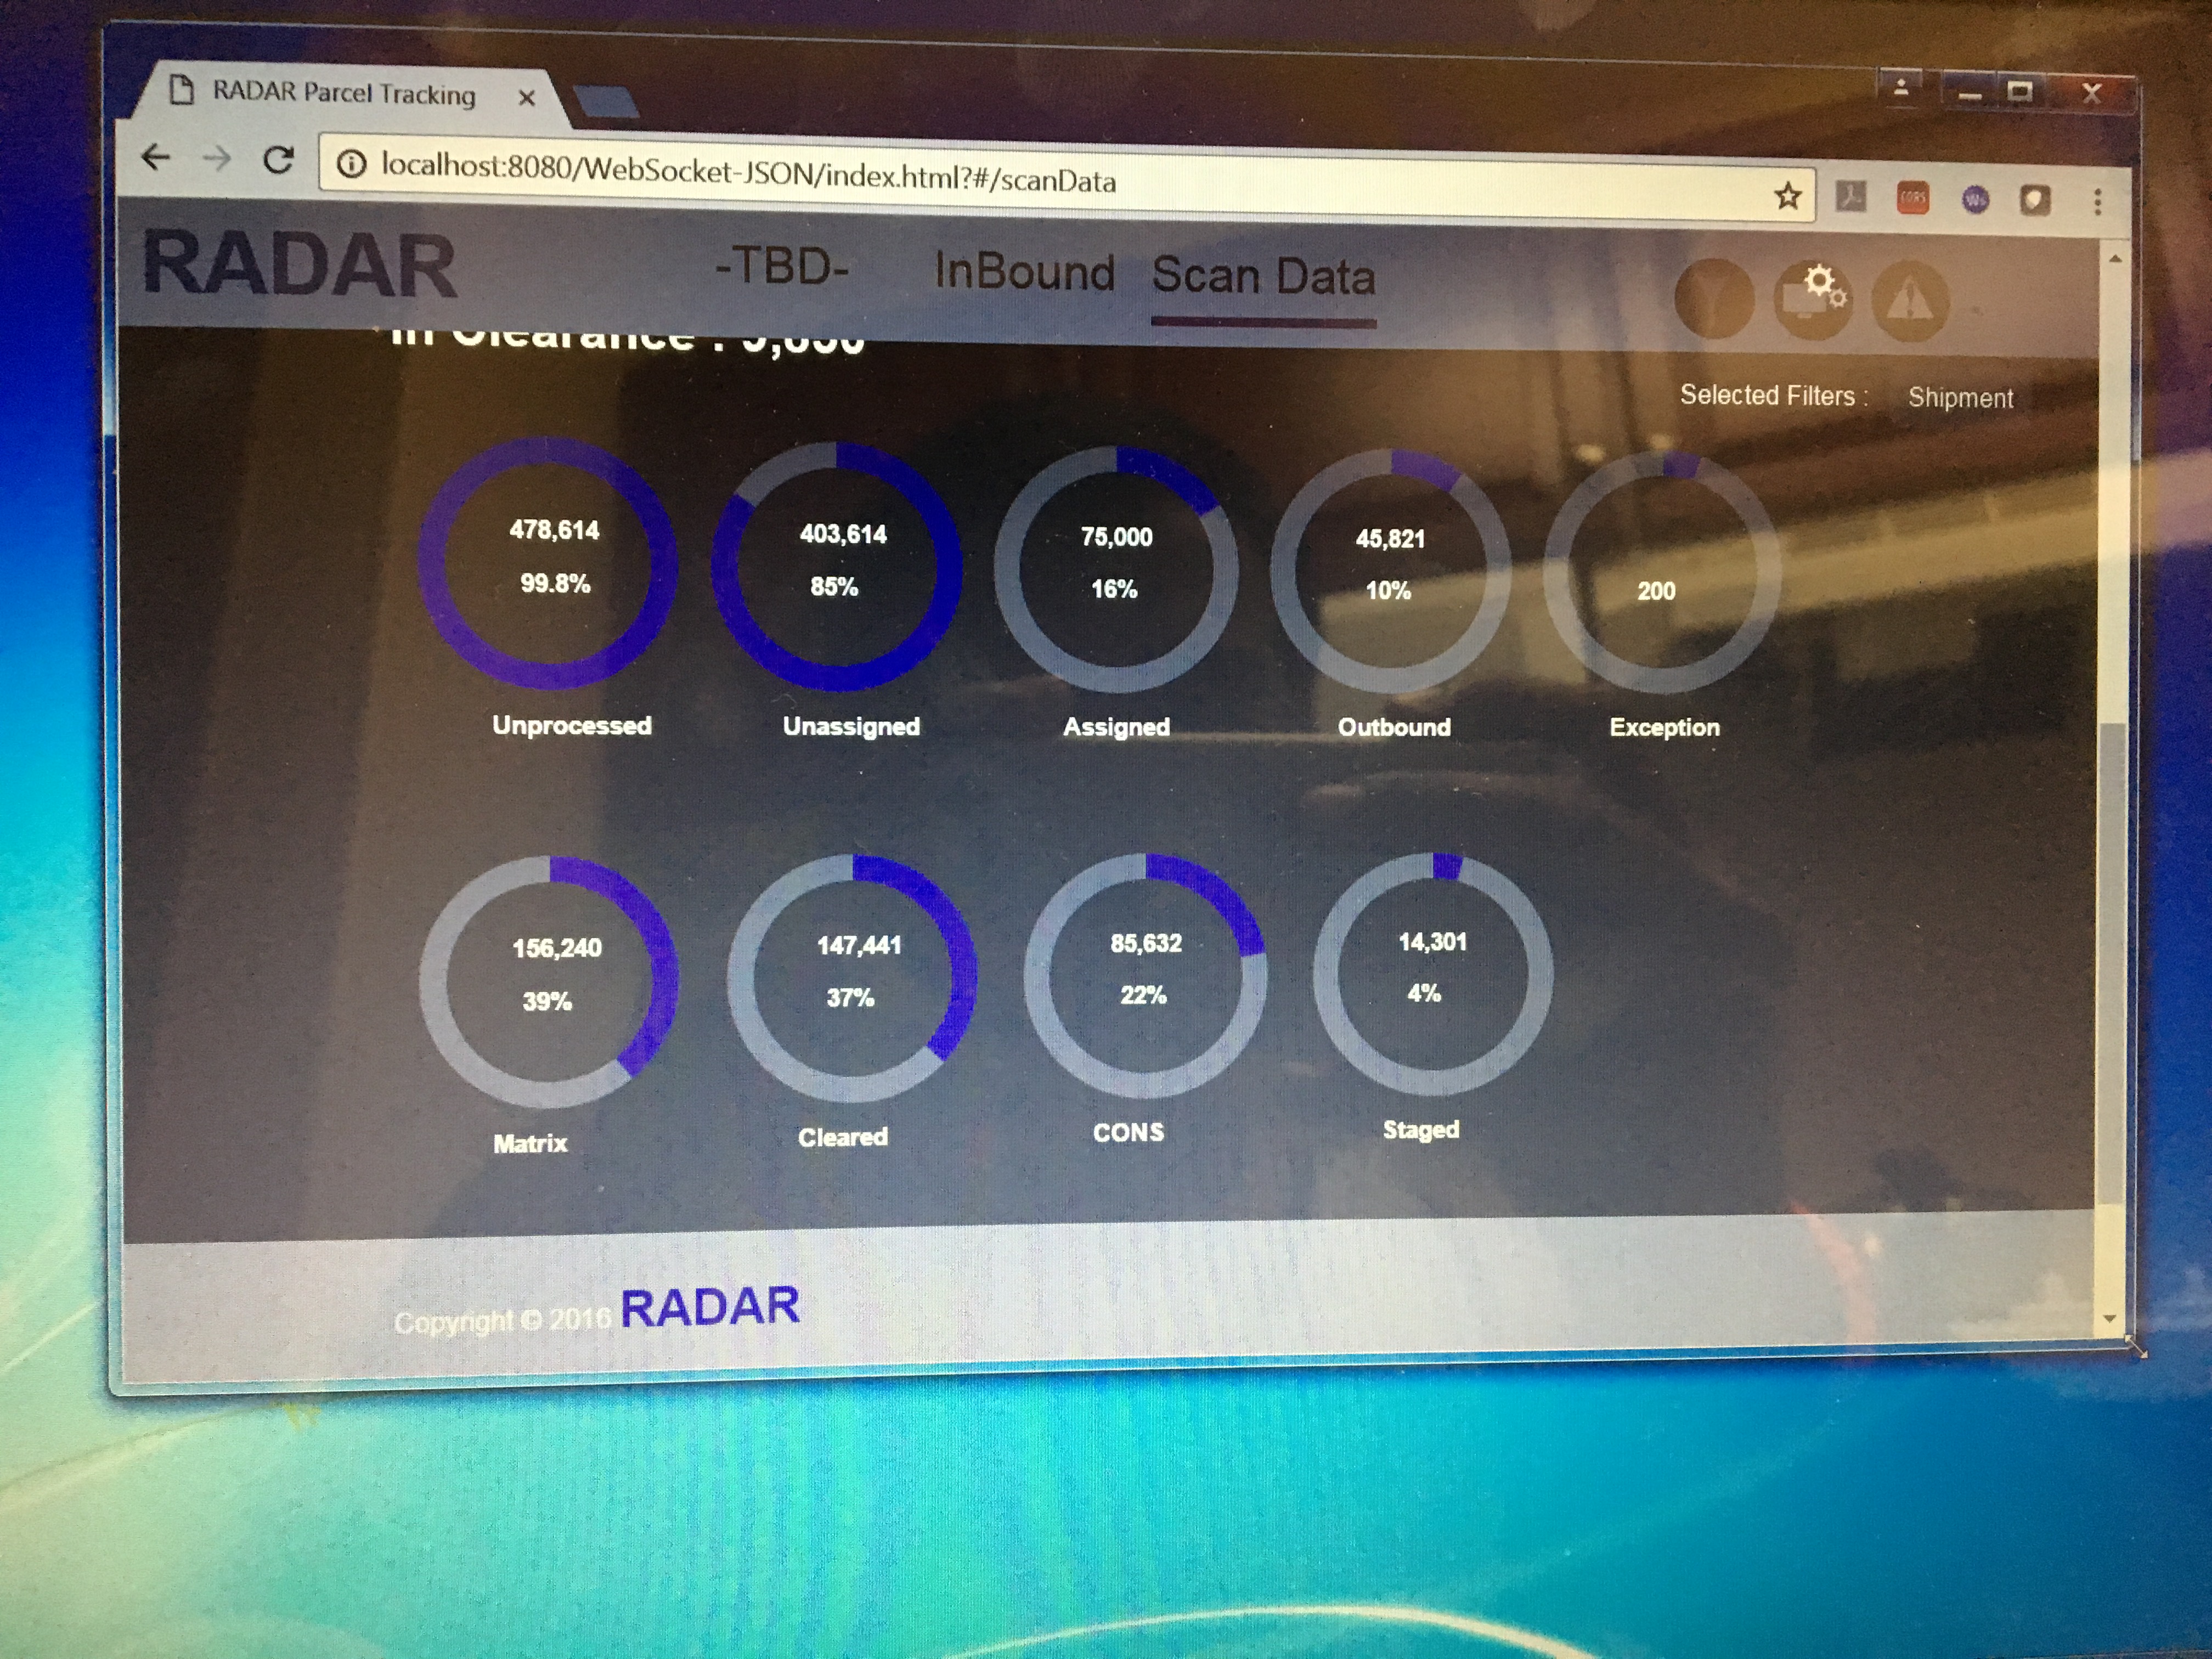 RADAR Parcel Tracking
localhost:8080/WebSocket-JSON/index.html?#/scanData
RADAR
-TBD-
InBound
Scan Data
In Clearance :
Selected Filters : Shipment
478,614
99.8%
Unprocessed
403,614
85%
Unassigned
75,000
16%
Assigned
45,821
10%
Outbound
200
Exception
156,240
39%
Matrix
147,441
37%
Cleared
85,632
22%
CONS
14,301
4%
Staged
Copyright © 2016 RADAR